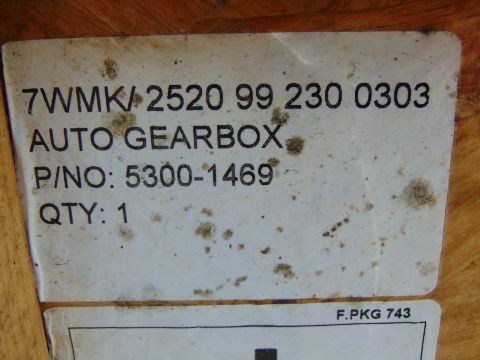 7WMK/ 2520 99 230 0303
AUTO GEARBOX
P/NO: 5300-1469
QTY: 1
F.PKG 743